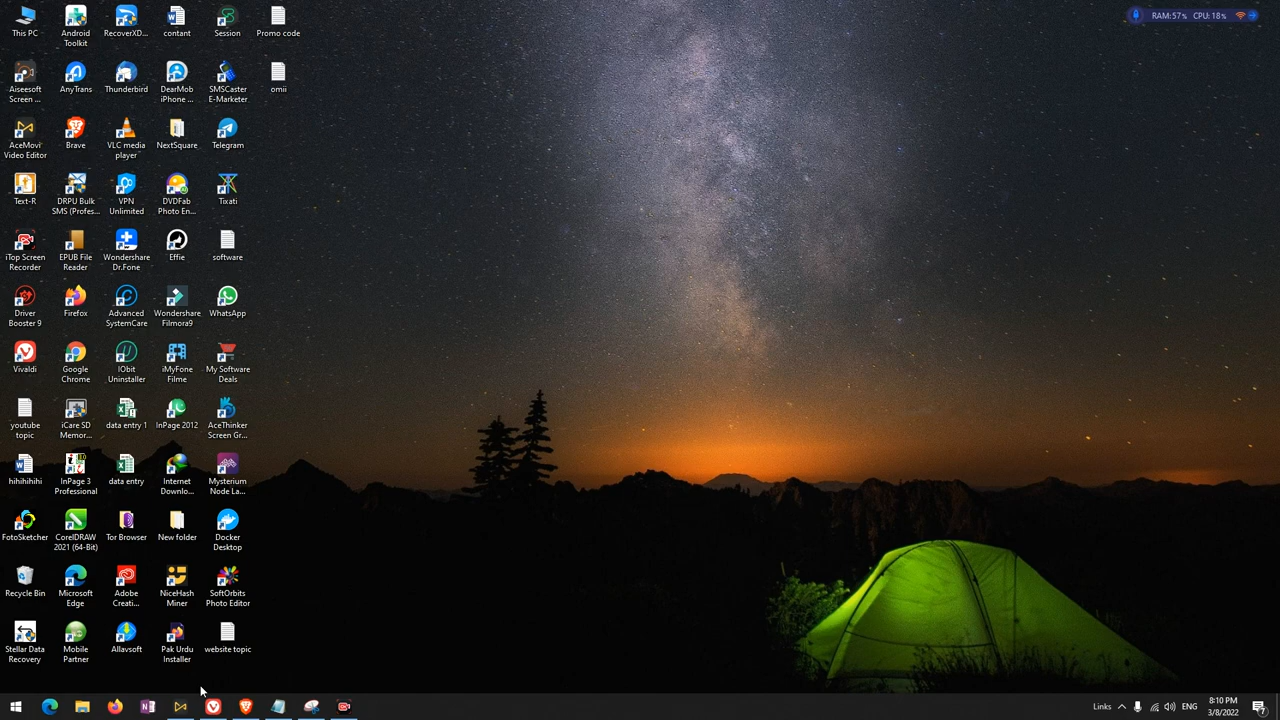 This PC
Android
Toolkit
RecoverXD...
contant
Session
Promo code
Aiseesoft
Screen ...
AnyTrans
Thunderbird
DearMob
iPhone ...
SMSCaster
E-Marketer
omii
AceMovi
Video Editor
Brave
VLC media
player
NextSquare
Telegram
Text-R
DRPU Bulk
SMS (Profes...
VPN
Unlimited
DVDFab
Photo En...
Tixati
iTop Screen
Recorder
EPUB File
Reader
Wondershare
Dr.Fone
Effie
software
Driver
Booster 9
Firefox
Advanced
SystemCare
Wondershare
Filmora9
WhatsApp
Vivaldi
Google
Chrome
IObit
Uninstaller
iMyFone
Filme
My Software
Deals
youtube
topic
iCare SD
Memor...
data entry 1
InPage 2012
AceThinker
Screen Gr...
hihihihihi
InPage 3
Professional
data entry
Internet
Downlo...
Mysterium
Node La...
FotoSketcher
CorelDRAW
2021 (64-Bit)
Tor Browser
New folder
Docker
Desktop
Recycle Bin
Microsoft
Edge
Adobe
Creati...
NiceHash
Miner
SoftOrbits
Photo Editor
Stellar Data
Recovery
Mobile
Partner
Allavsoft
Pak Urdu
Installer
website topic
RAM:57% CPU:18%
Links
ENG
8:10 PM
3/8/2022
7